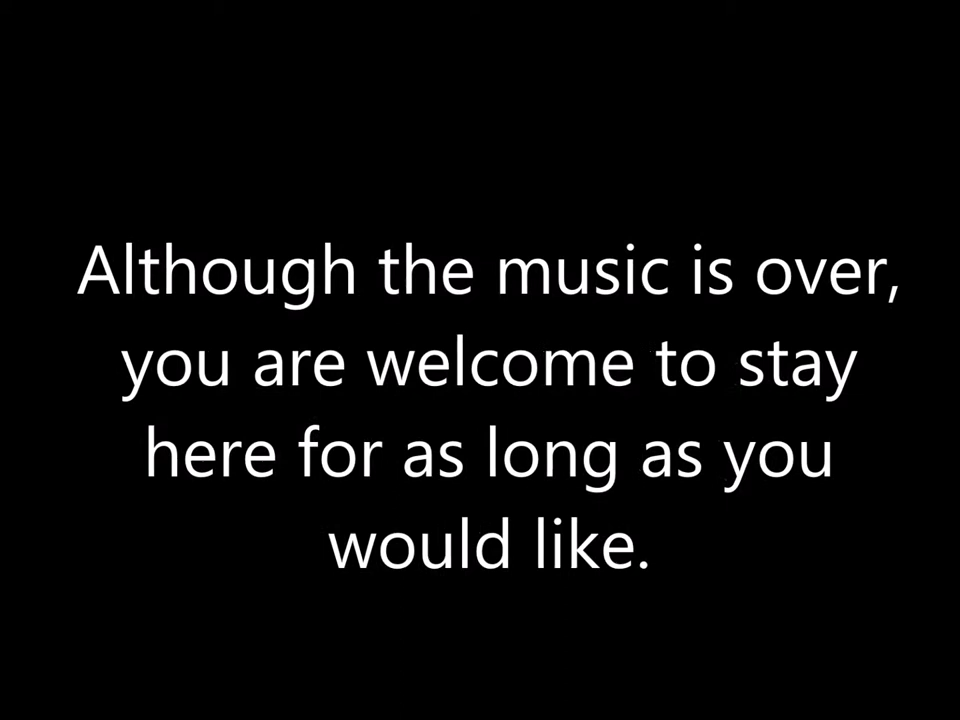 Although the music is over,
you are welcome to stay
here for as long as you
would like.